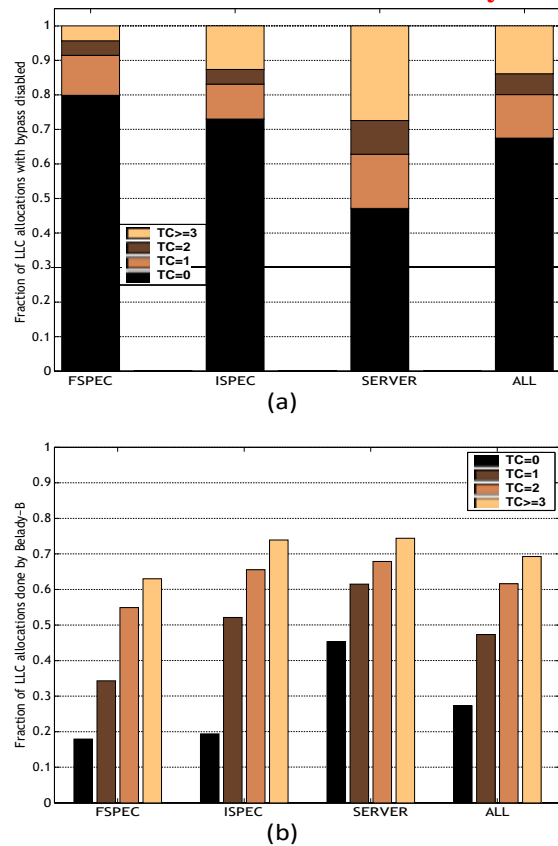 Fraction of LLC allocations with bypass disabled
1
0.9
0.8
0.7
0.6
0.5
0.4
0.3
0.2
0.1
0
TC>=3
TC=2
TC=1
TC=0
FSPEC
ISPEC
SERVER
ALL
(a)
Fraction of LLC allocations done by Belady-B
1
0.9
0.8
0.7
0.6
0.5
0.4
0.3
0.2
0.1
0
TC=0
TC=1
TC=2
TC>=3
FSPEC
ISPEC
SERVER
ALL
(b)